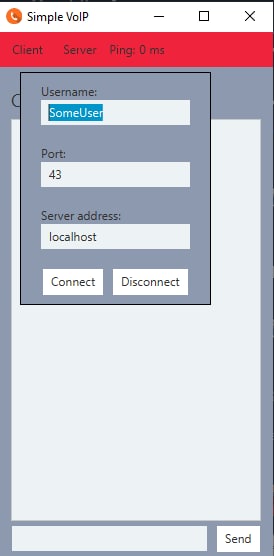 Simple VoIP
Client Server Ping: 0 ms
Username:
SomeUser
Port:
43
Server address:
localhost
Connect Disconnect
Send